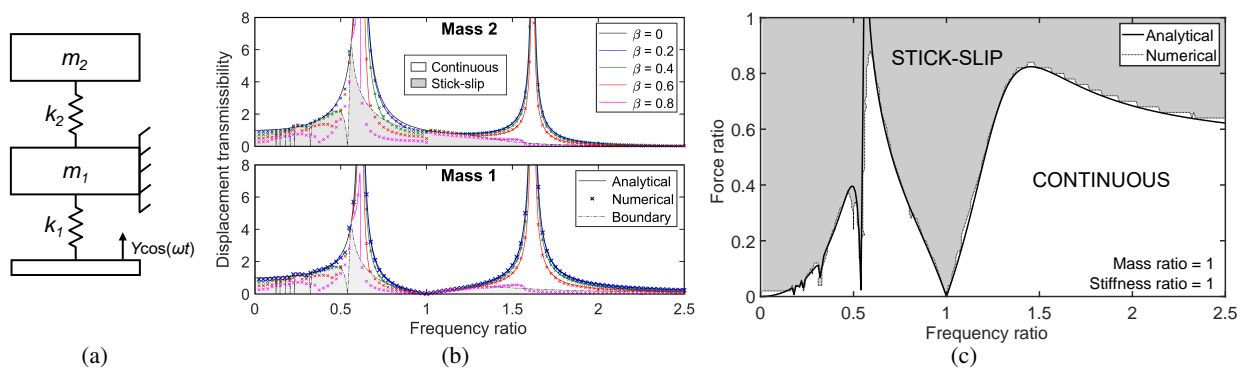 m₂
k₂
m₁
k₁
Ycos(ωt)
(a)
Displacement transmissibility
8
6
4
2
0
Mass 2
Continuous
Stick-slip
β = 0
β = 0.2
β = 0.4
β = 0.6
β = 0.8
8
6
4
2
0
Mass 1
Analytical
Numerical
Boundary
0 0.5 1 1.5 2 2.5
Frequency ratio
(b)
Force ratio
1
0.8
0.6
0.4
0.2
0
STICK-SLIP
Analytical
Numerical
CONTINUOUS
Mass ratio = 1
Stiffness ratio = 1
0 0.5 1 1.5 2 2.5
Frequency ratio
(c)